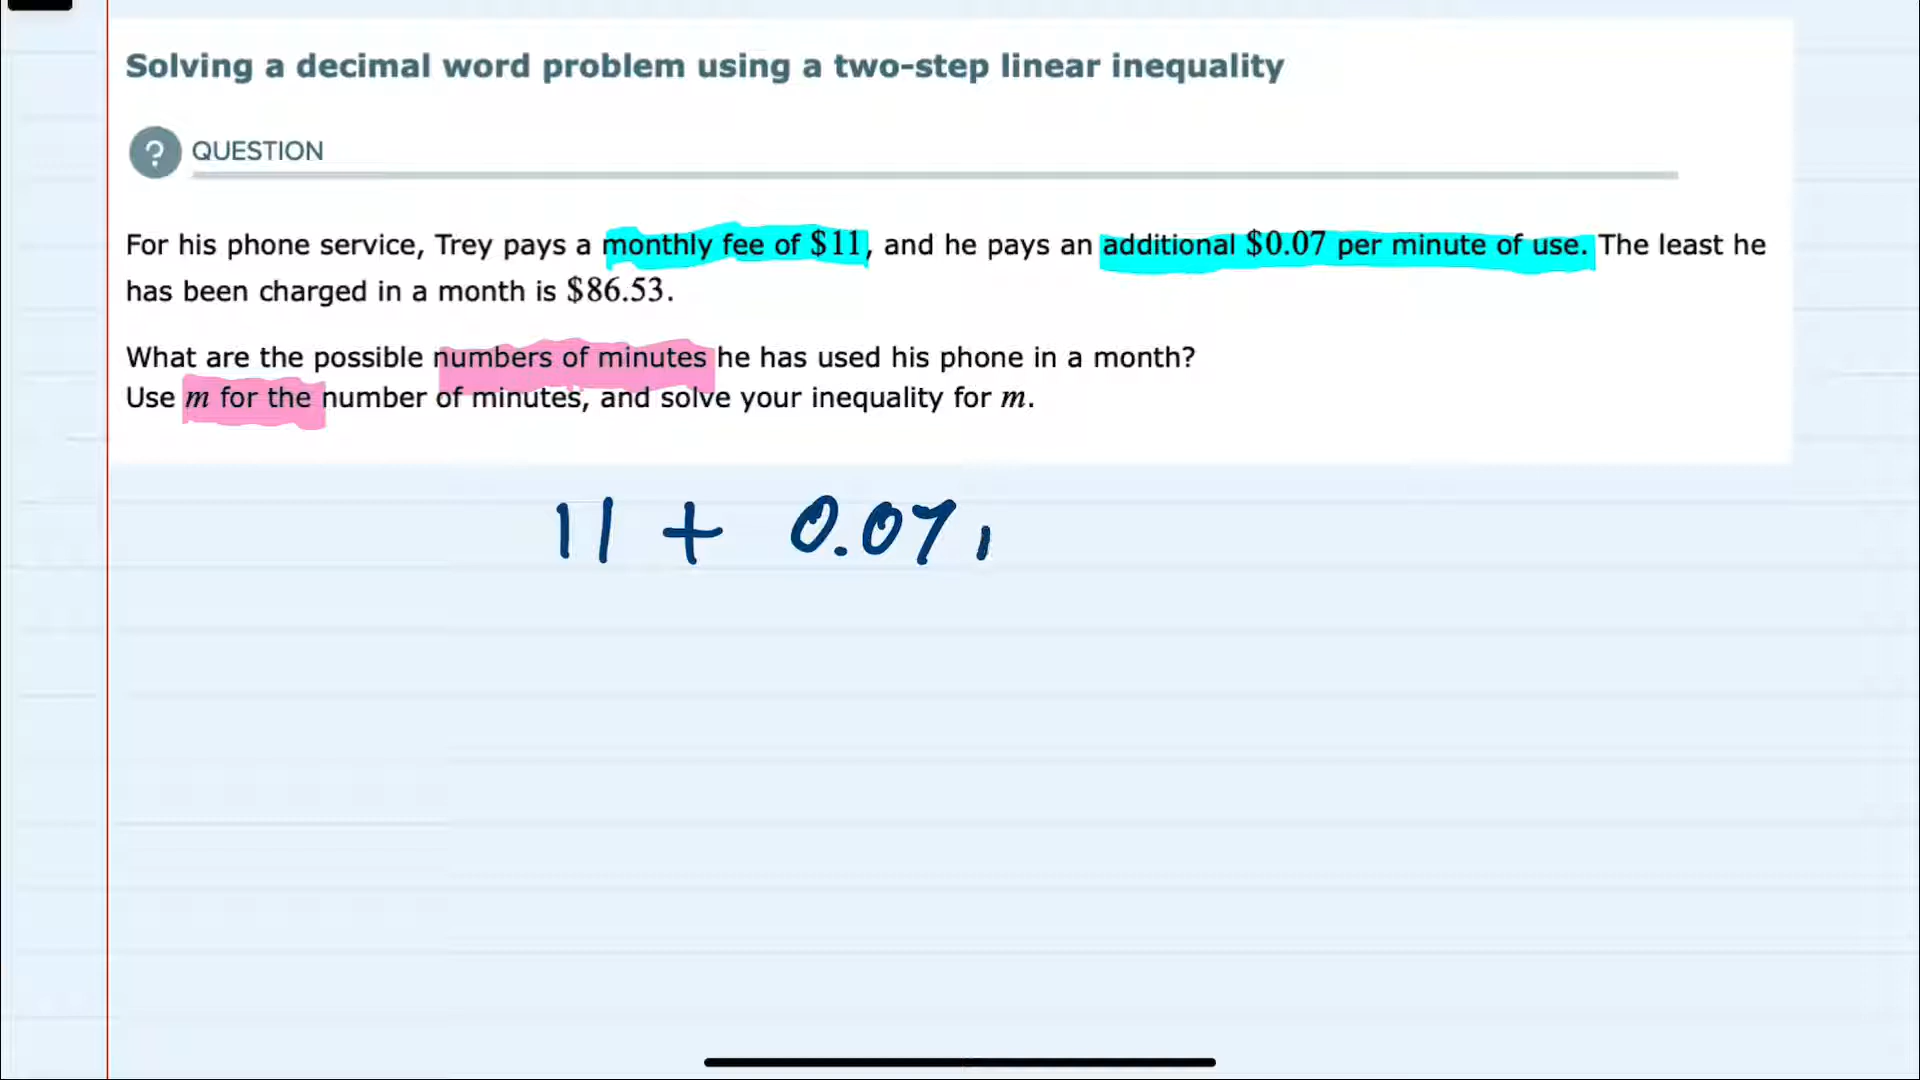 Solving a decimal word problem using a two-step linear inequality
? QUESTION
For his phone service, Trey pays a monthly fee of $11, and he pays an additional $0.07 per minute of use. The least he
has been charged in a month is $86.53.
What are the possible numbers of minutes he has used his phone in a month?
Use m for the number of minutes, and solve your inequality for m.
11 + 0.07